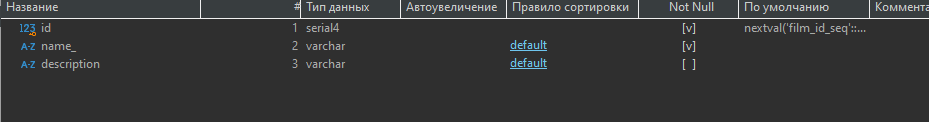 Название # Тип данных Автоувеличение Правило сортировки Not Null По умолчанию Коммента
123 id 1 serial4 [v] nextval('film_id_seq'::...
A-Z name_ 2 varchar default [v]
A-Z description 3 varchar default [ ]